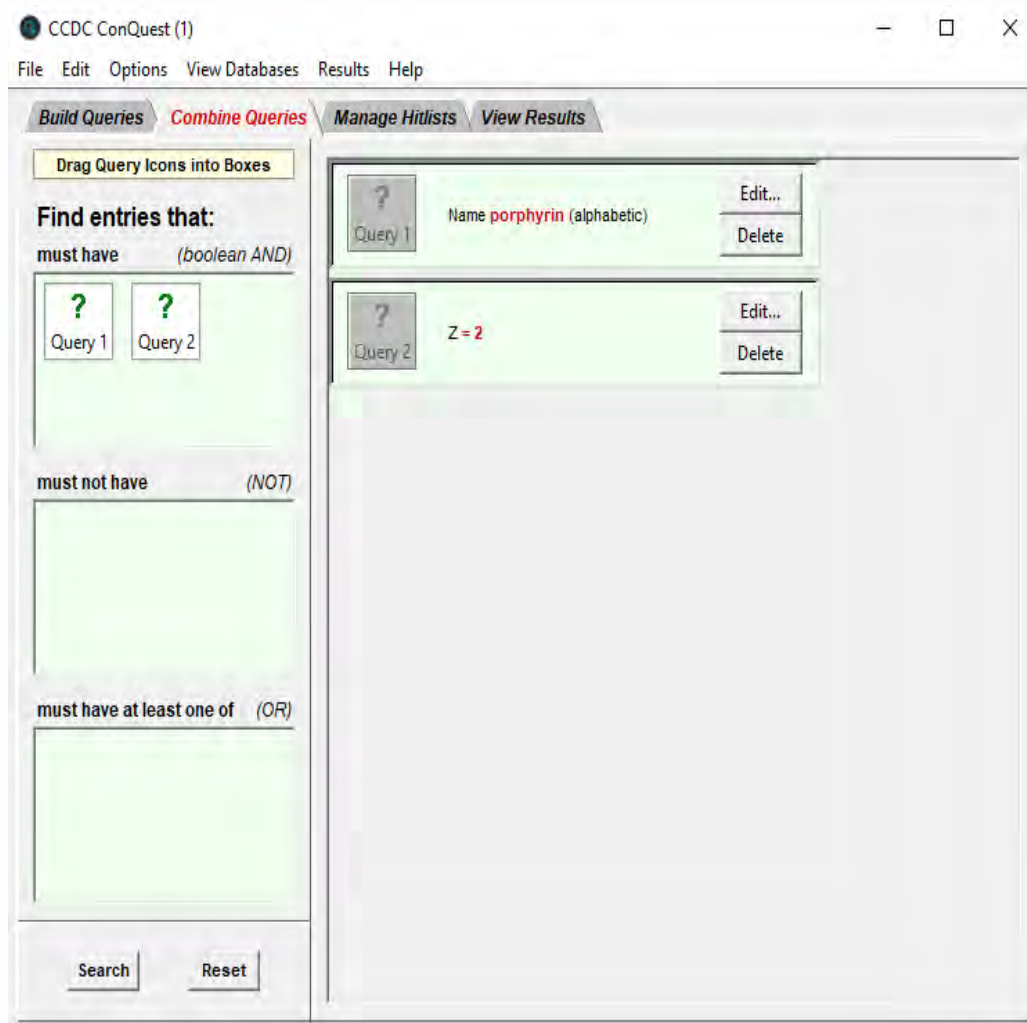 CCDC ConQuest (1)
File Edit Options View Databases Results Help
Build Queries Combine Queries Manage Hitlists View Results
Drag Query Icons into Boxes
Find entries that:
must have (boolean AND)
? Query 1
? Query 2
must not have (NOT)
must have at least one of (OR)
Search Reset
? Query 1
Name porphyrin (alphabetic)
Edit...
Delete
? Query 2
Z = 2
Edit...
Delete